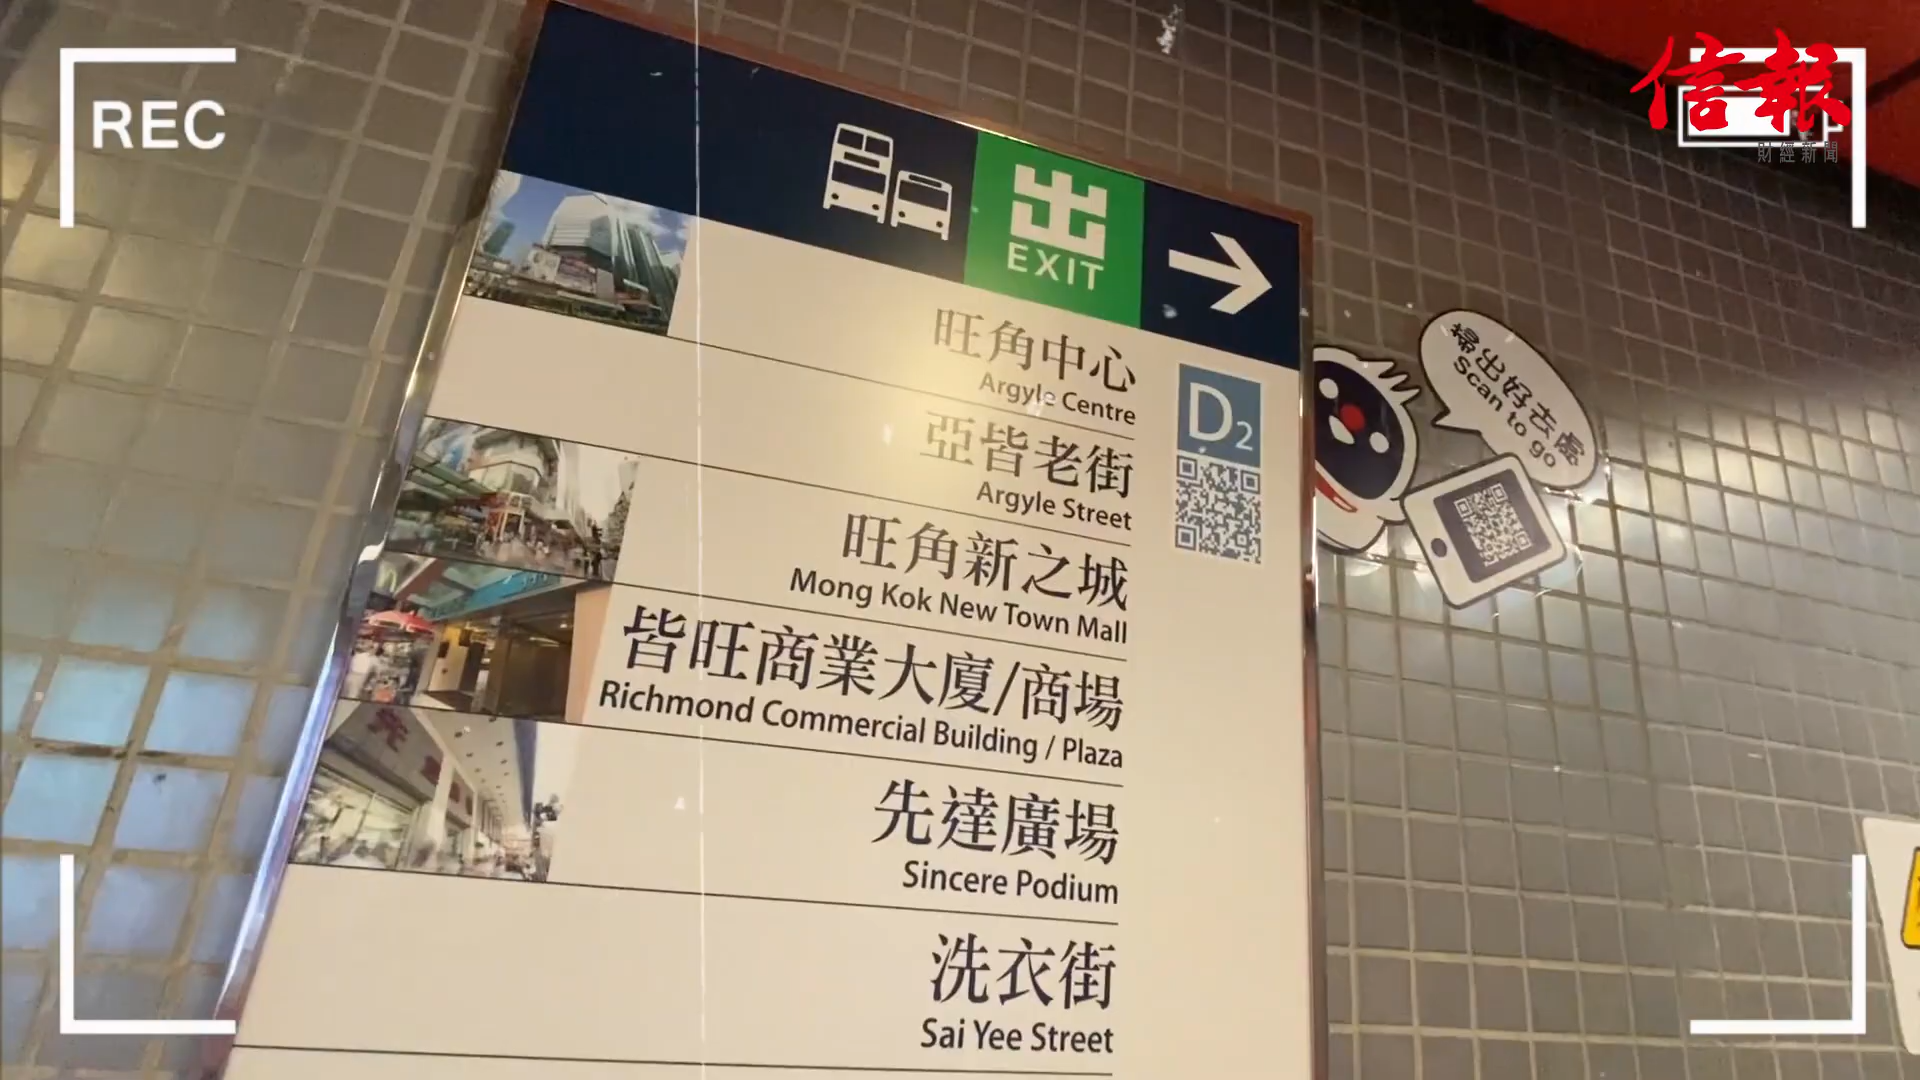 REC
信報
財經新聞
出
EXIT
旺角中心
Argyle Centre
亞皆老街
Argyle Street
旺角新之城
Mong Kok New Town Mall
皆旺商業大廈/商場
Richmond Commercial Building / Plaza
先達廣場
Sincere Podium
洗衣街
Sai Yee Street
D2
掃出好去處
Scan to go